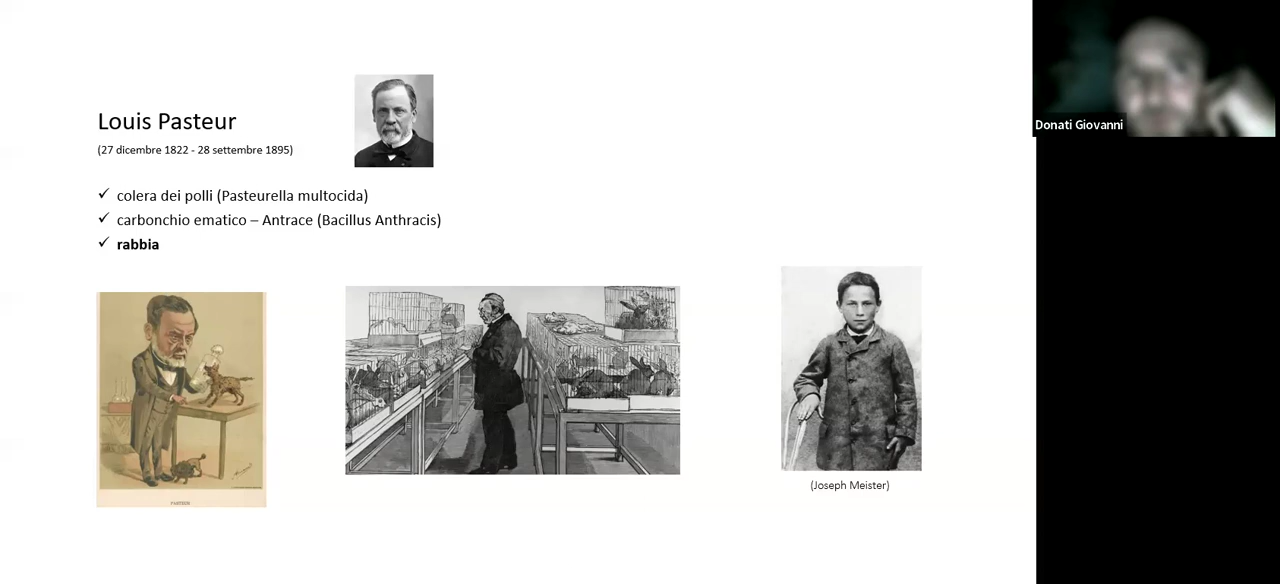 Louis Pasteur
(27 dicembre 1822 - 28 settembre 1895)
✓ colera dei polli (Pasteurella multocida)
✓ carbonchio ematico – Antrace (Bacillus Anthracis)
✓ rabbia
PASTEUR
(Joseph Meister)
Donati Giovanni